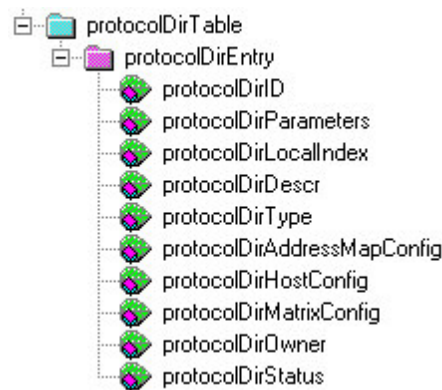 protocolDirTable
protocolDirEntry
protocolDirID
protocolDirParameters
protocolDirLocalIndex
protocolDirDescr
protocolDirType
protocolDirAddressMapConfig
protocolDirHostConfig
protocolDirMatrixConfig
protocolDirOwner
protocolDirStatus